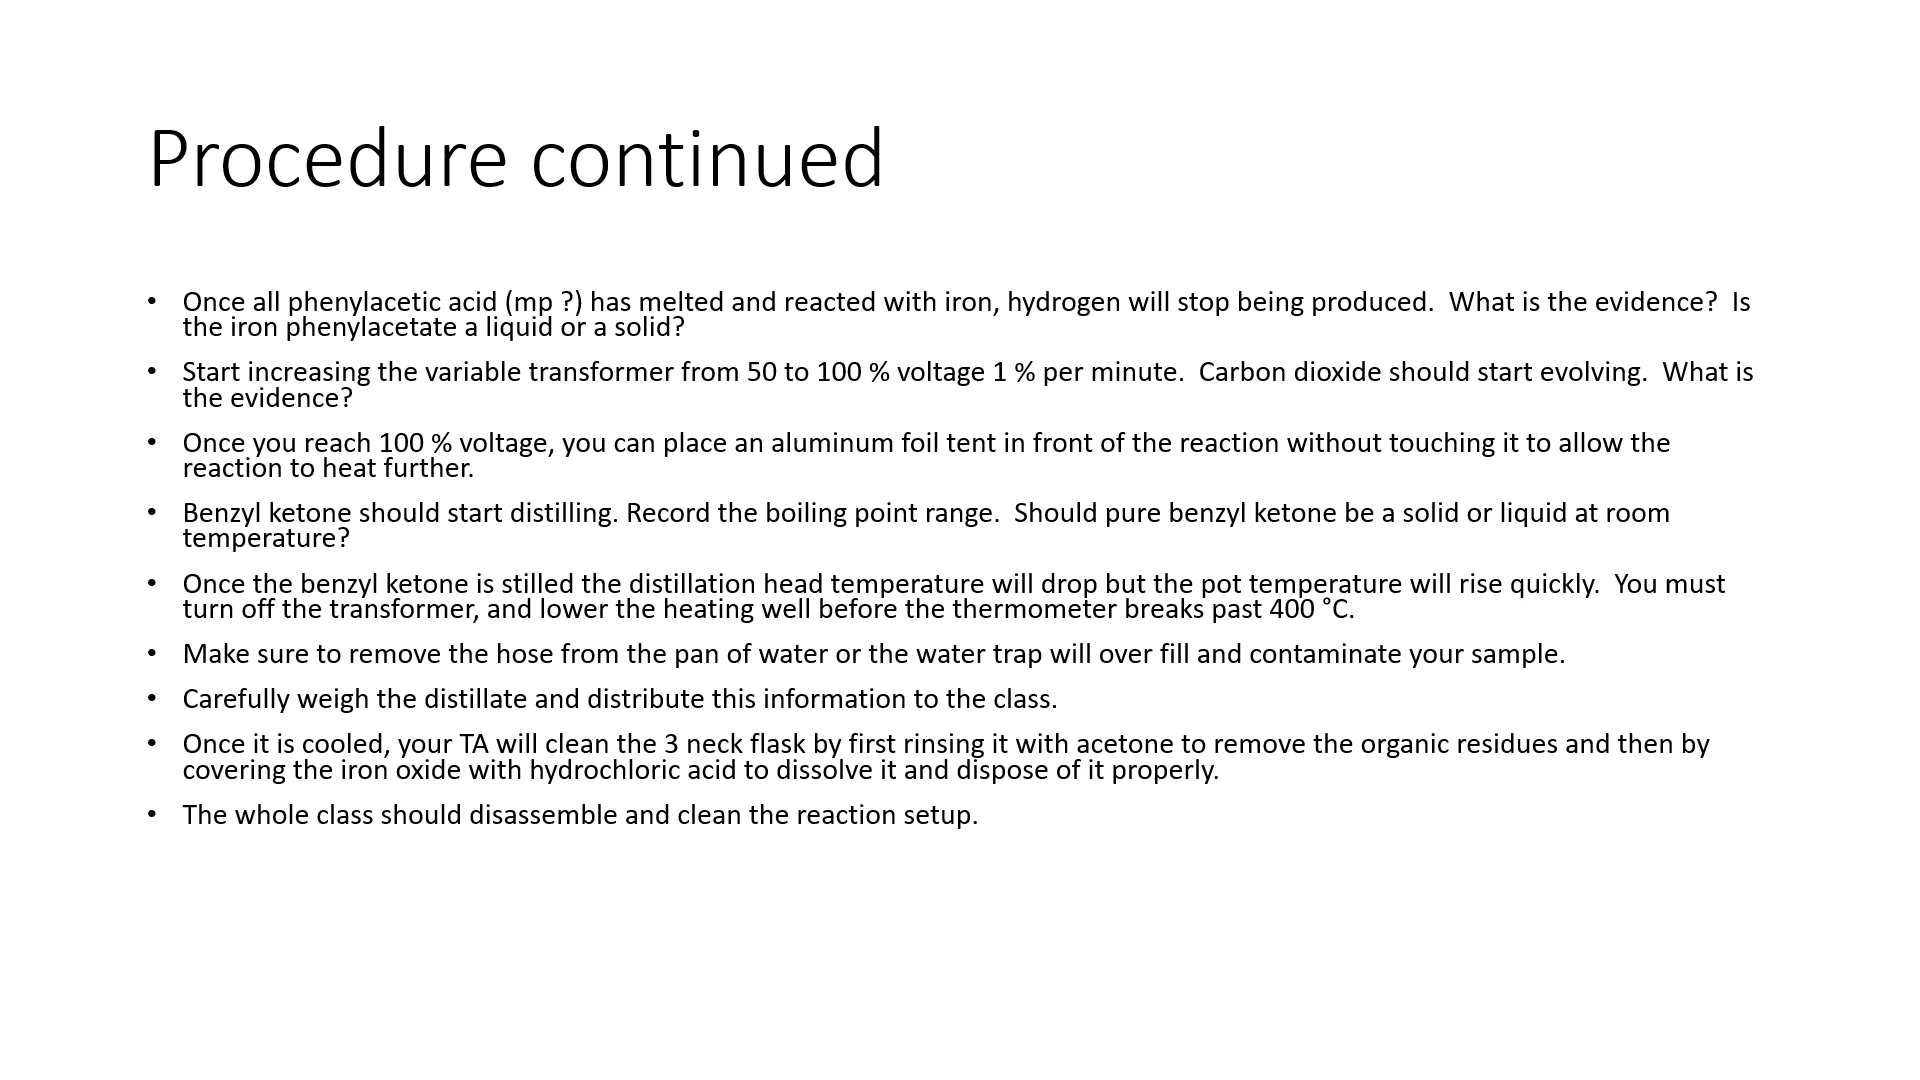 Procedure continued
• Once all phenylacetic acid (mp ?) has melted and reacted with iron, hydrogen will stop being produced.  What is the evidence?  Is
the iron phenylacetate a liquid or a solid?
• Start increasing the variable transformer from 50 to 100 % voltage 1 % per minute.  Carbon dioxide should start evolving.  What is
the evidence?
• Once you reach 100 % voltage, you can place an aluminum foil tent in front of the reaction without touching it to allow the
reaction to heat further.
• Benzyl ketone should start distilling. Record the boiling point range.  Should pure benzyl ketone be a solid or liquid at room
temperature?
• Once the benzyl ketone is stilled the distillation head temperature will drop but the pot temperature will rise quickly.  You must
turn off the transformer, and lower the heating well before the thermometer breaks past 400 °C.
• Make sure to remove the hose from the pan of water or the water trap will over fill and contaminate your sample.
• Carefully weigh the distillate and distribute this information to the class.
• Once it is cooled, your TA will clean the 3 neck flask by first rinsing it with acetone to remove the organic residues and then by
covering the iron oxide with hydrochloric acid to dissolve it and dispose of it properly.
• The whole class should disassemble and clean the reaction setup.